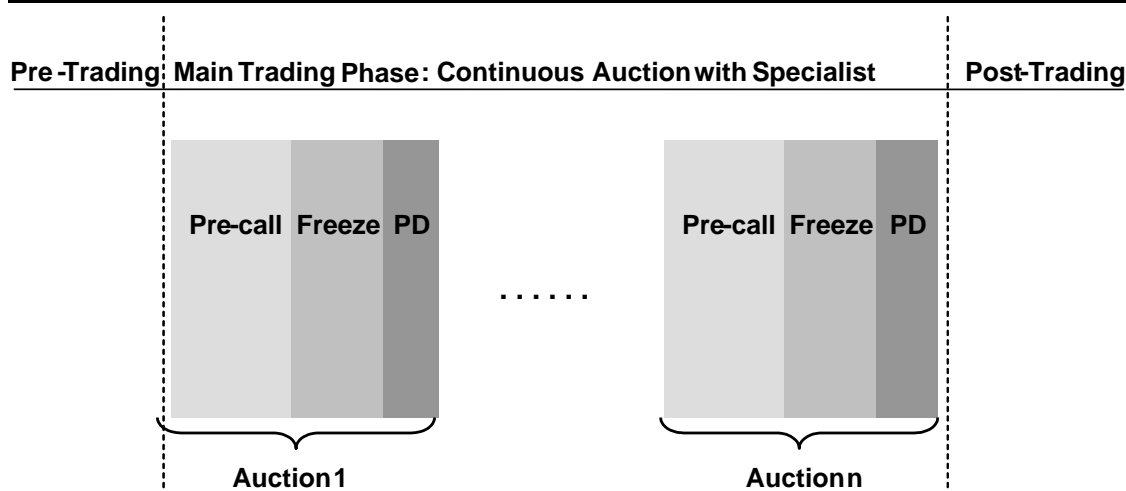 Pre-Trading Main Trading Phase: Continuous Auction with Specialist Post-Trading
Pre-call Freeze PD Pre-call Freeze PD
......
Auction 1 Auction n